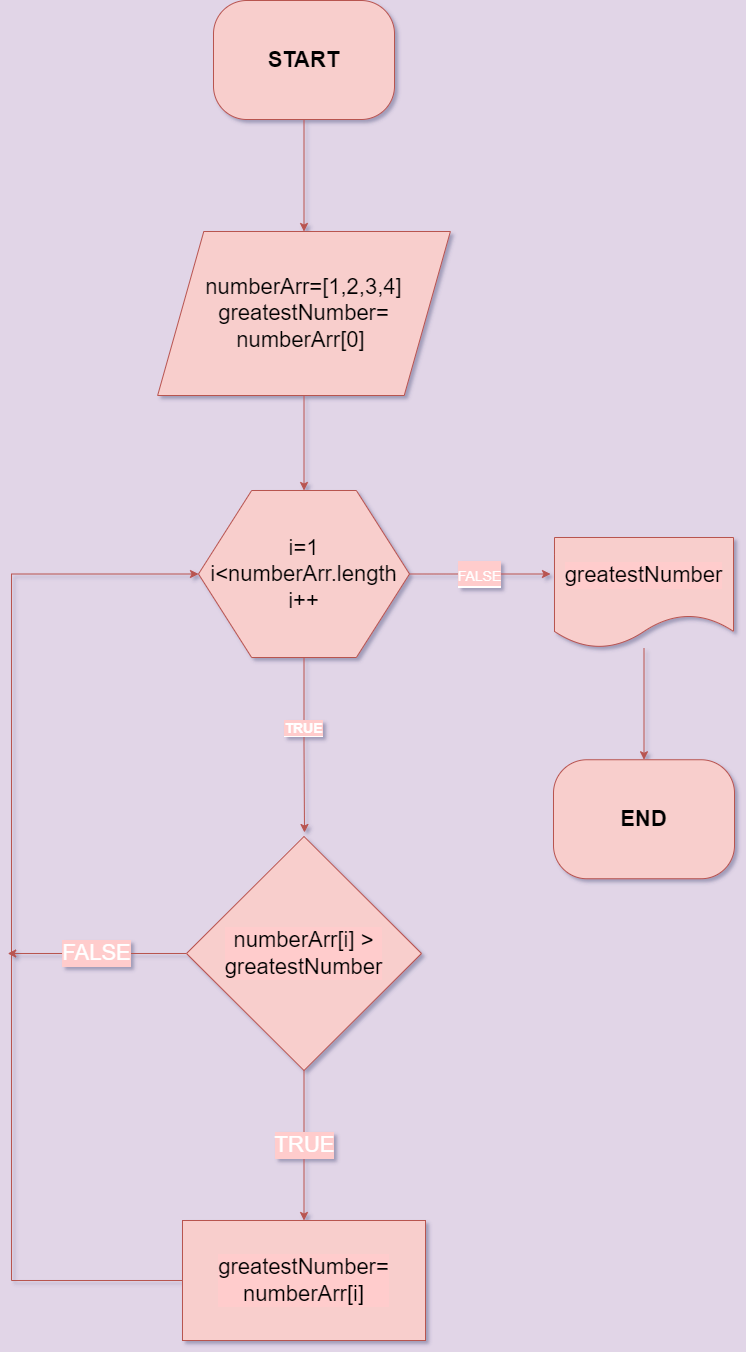 START
numberArr=[1,2,3,4]
greatestNumber=
numberArr[0]
i=1
i<numberArr.length
i++
FALSE
greatestNumber
TRUE
END
numberArr[i] >
greatestNumber
FALSE
TRUE
greatestNumber=
numberArr[i]